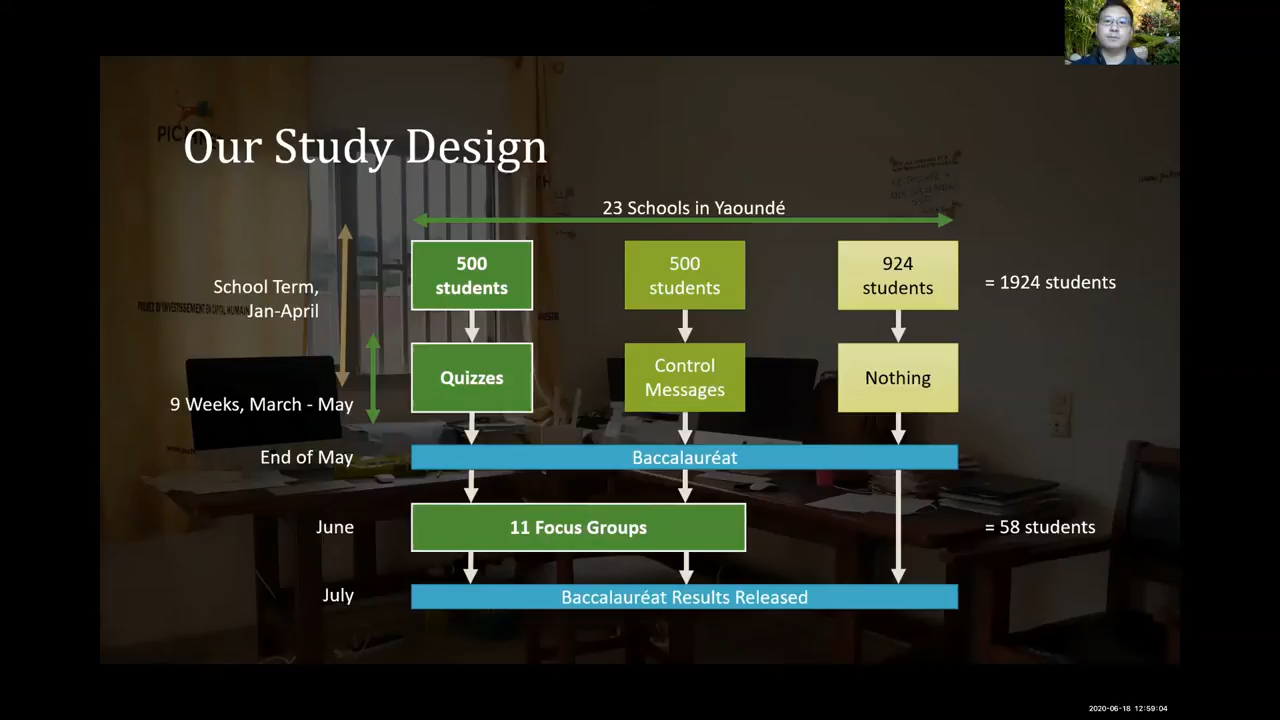 Our Study Design
23 Schools in Yaoundé
School Term,
Jan-April
500
students
500
students
924
students
= 1924 students
Quizzes
Control
Messages
Nothing
9 Weeks, March - May
End of May
Baccalauréat
June
11 Focus Groups
= 58 students
July
Baccalauréat Results Released
2020-06-18 12:59:04